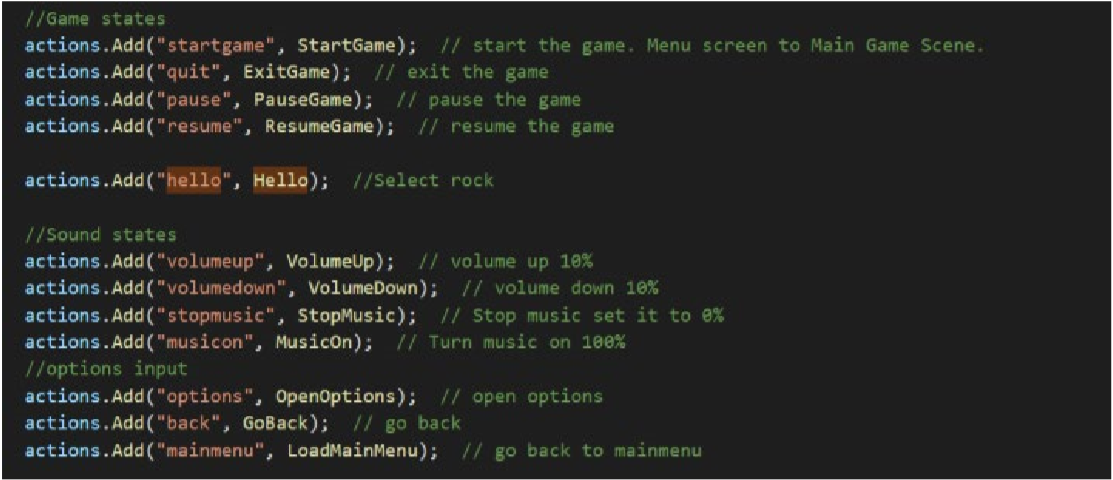 //Game states
actions.Add("startgame", StartGame);  // start the game. Menu screen to Main Game Scene.
actions.Add("quit", ExitGame);  // exit the game
actions.Add("pause", PauseGame);  // pause the game
actions.Add("resume", ResumeGame);  // resume the game
actions.Add("hello", Hello);  //Select rock
//Sound states
actions.Add("volumeup", VolumeUp);  // volume up 10%
actions.Add("volumedown", VolumeDown);  // volume down 10%
actions.Add("stopmusic", StopMusic);  // Stop music set it to 0%
actions.Add("musicon", MusicOn);  // Turn music on 100%
//options input
actions.Add("options", OpenOptions);  // open options
actions.Add("back", GoBack);  // go back
actions.Add("mainmenu", LoadMainMenu);  // go back to mainmenu